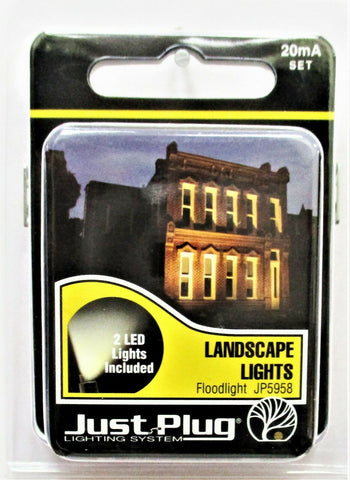 20mA
SET
2 LED
Lights
Included
LANDSCAPE
LIGHTS
Floodlight JP5958
Just Plug
LIGHTING SYSTEM